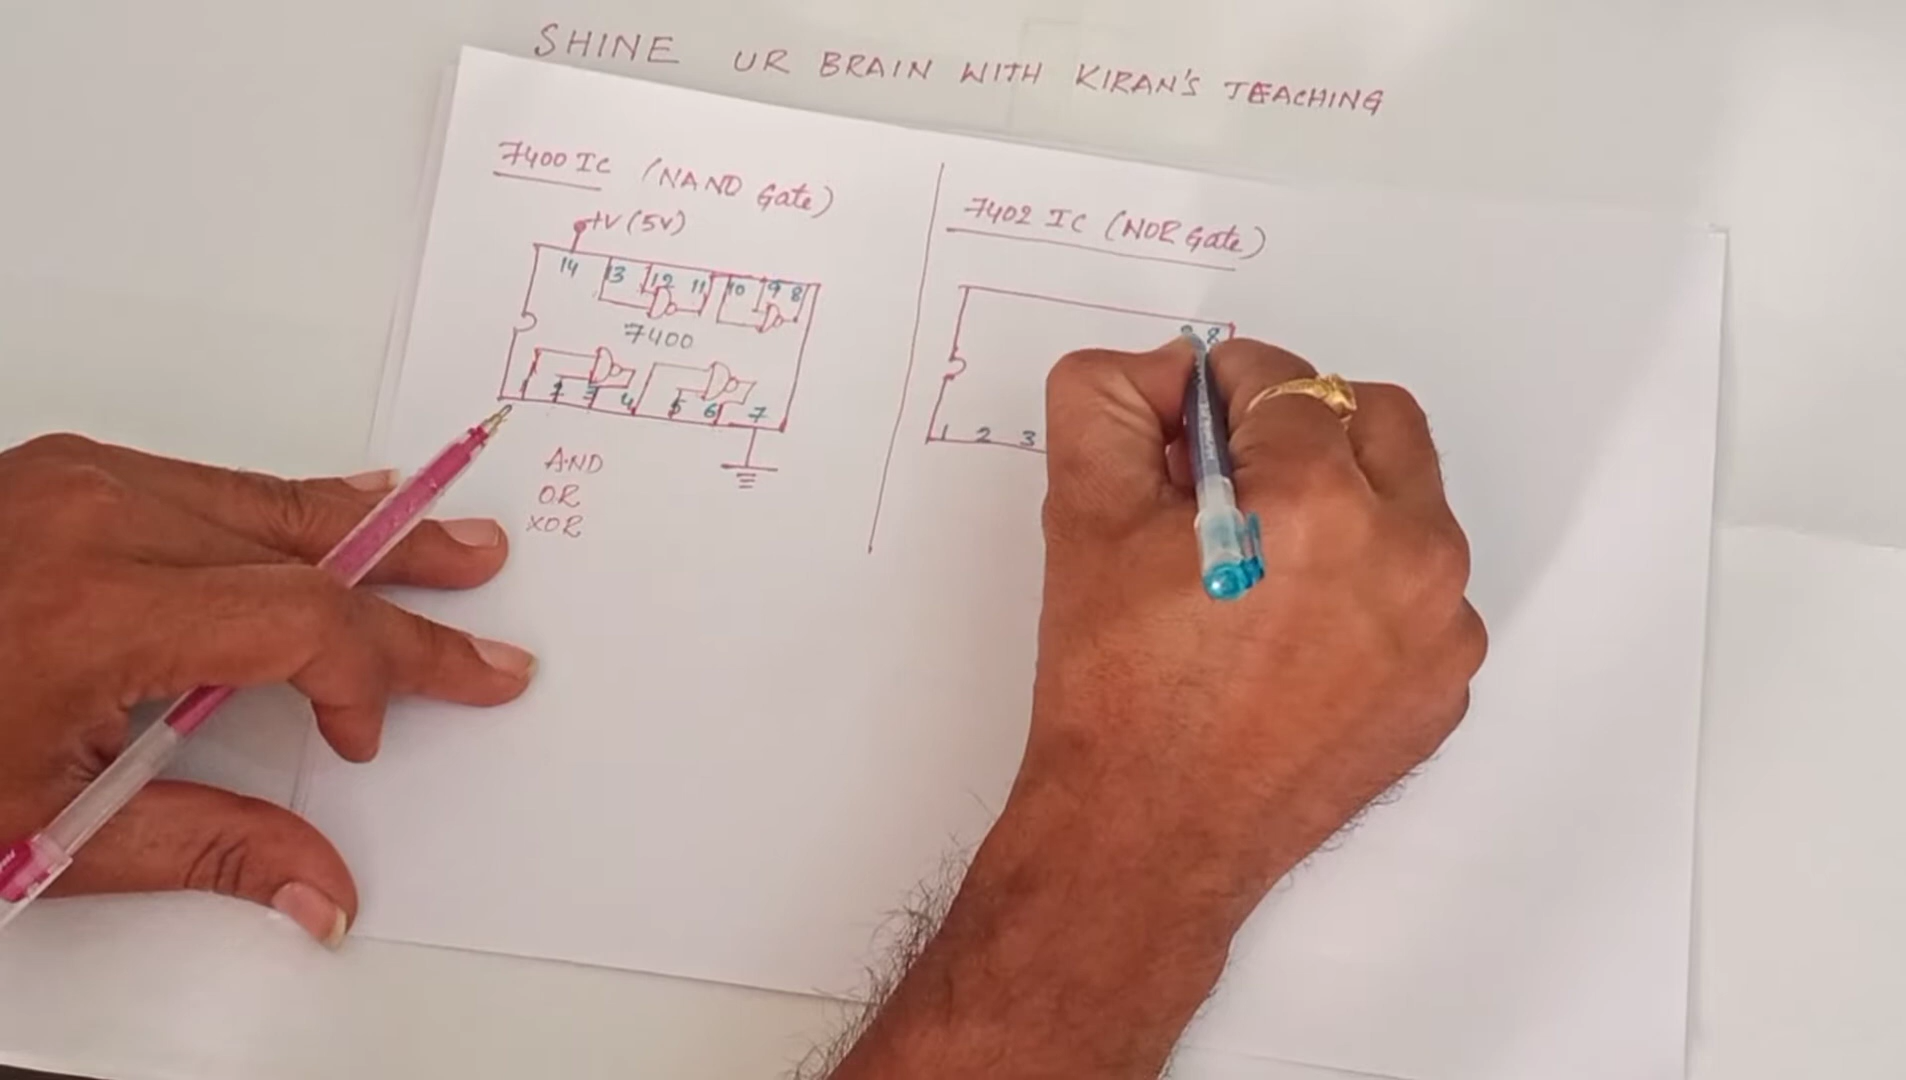 SHINE UR BRAIN WITH KIRAN'S TEACHING
7400 IC (NAND Gate)
+V (5V)
14 13 12 11 10 9 8
7400
1 2 3 4 5 6 7
AND
OR
XOR
7402 IC (NOR Gate)
8
1 2 3